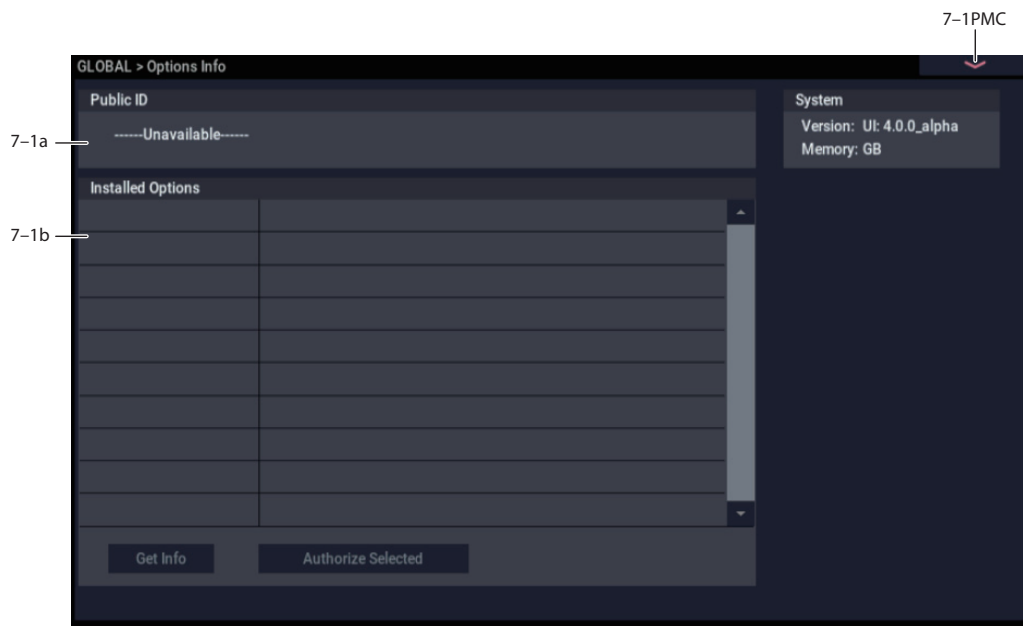 7–1PMC
GLOBAL > Options Info
Public ID
System
7–1a
------Unavailable------
Version: UI: 4.0.0_alpha
Memory: GB
Installed Options
7–1b
Get Info
Authorize Selected